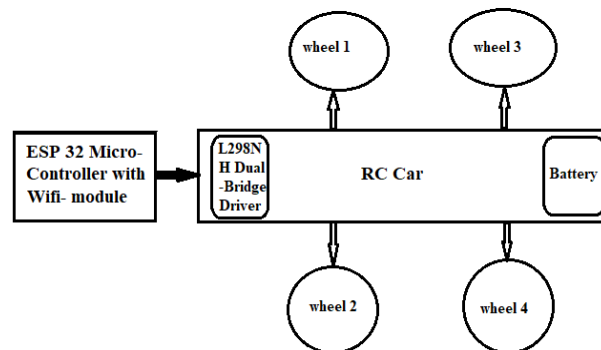 wheel 1
wheel 3
ESP 32 Micro-
Controller with
Wifi- module
L298N
H Dual
-Bridge
Driver
RC Car
Battery
wheel 2
wheel 4